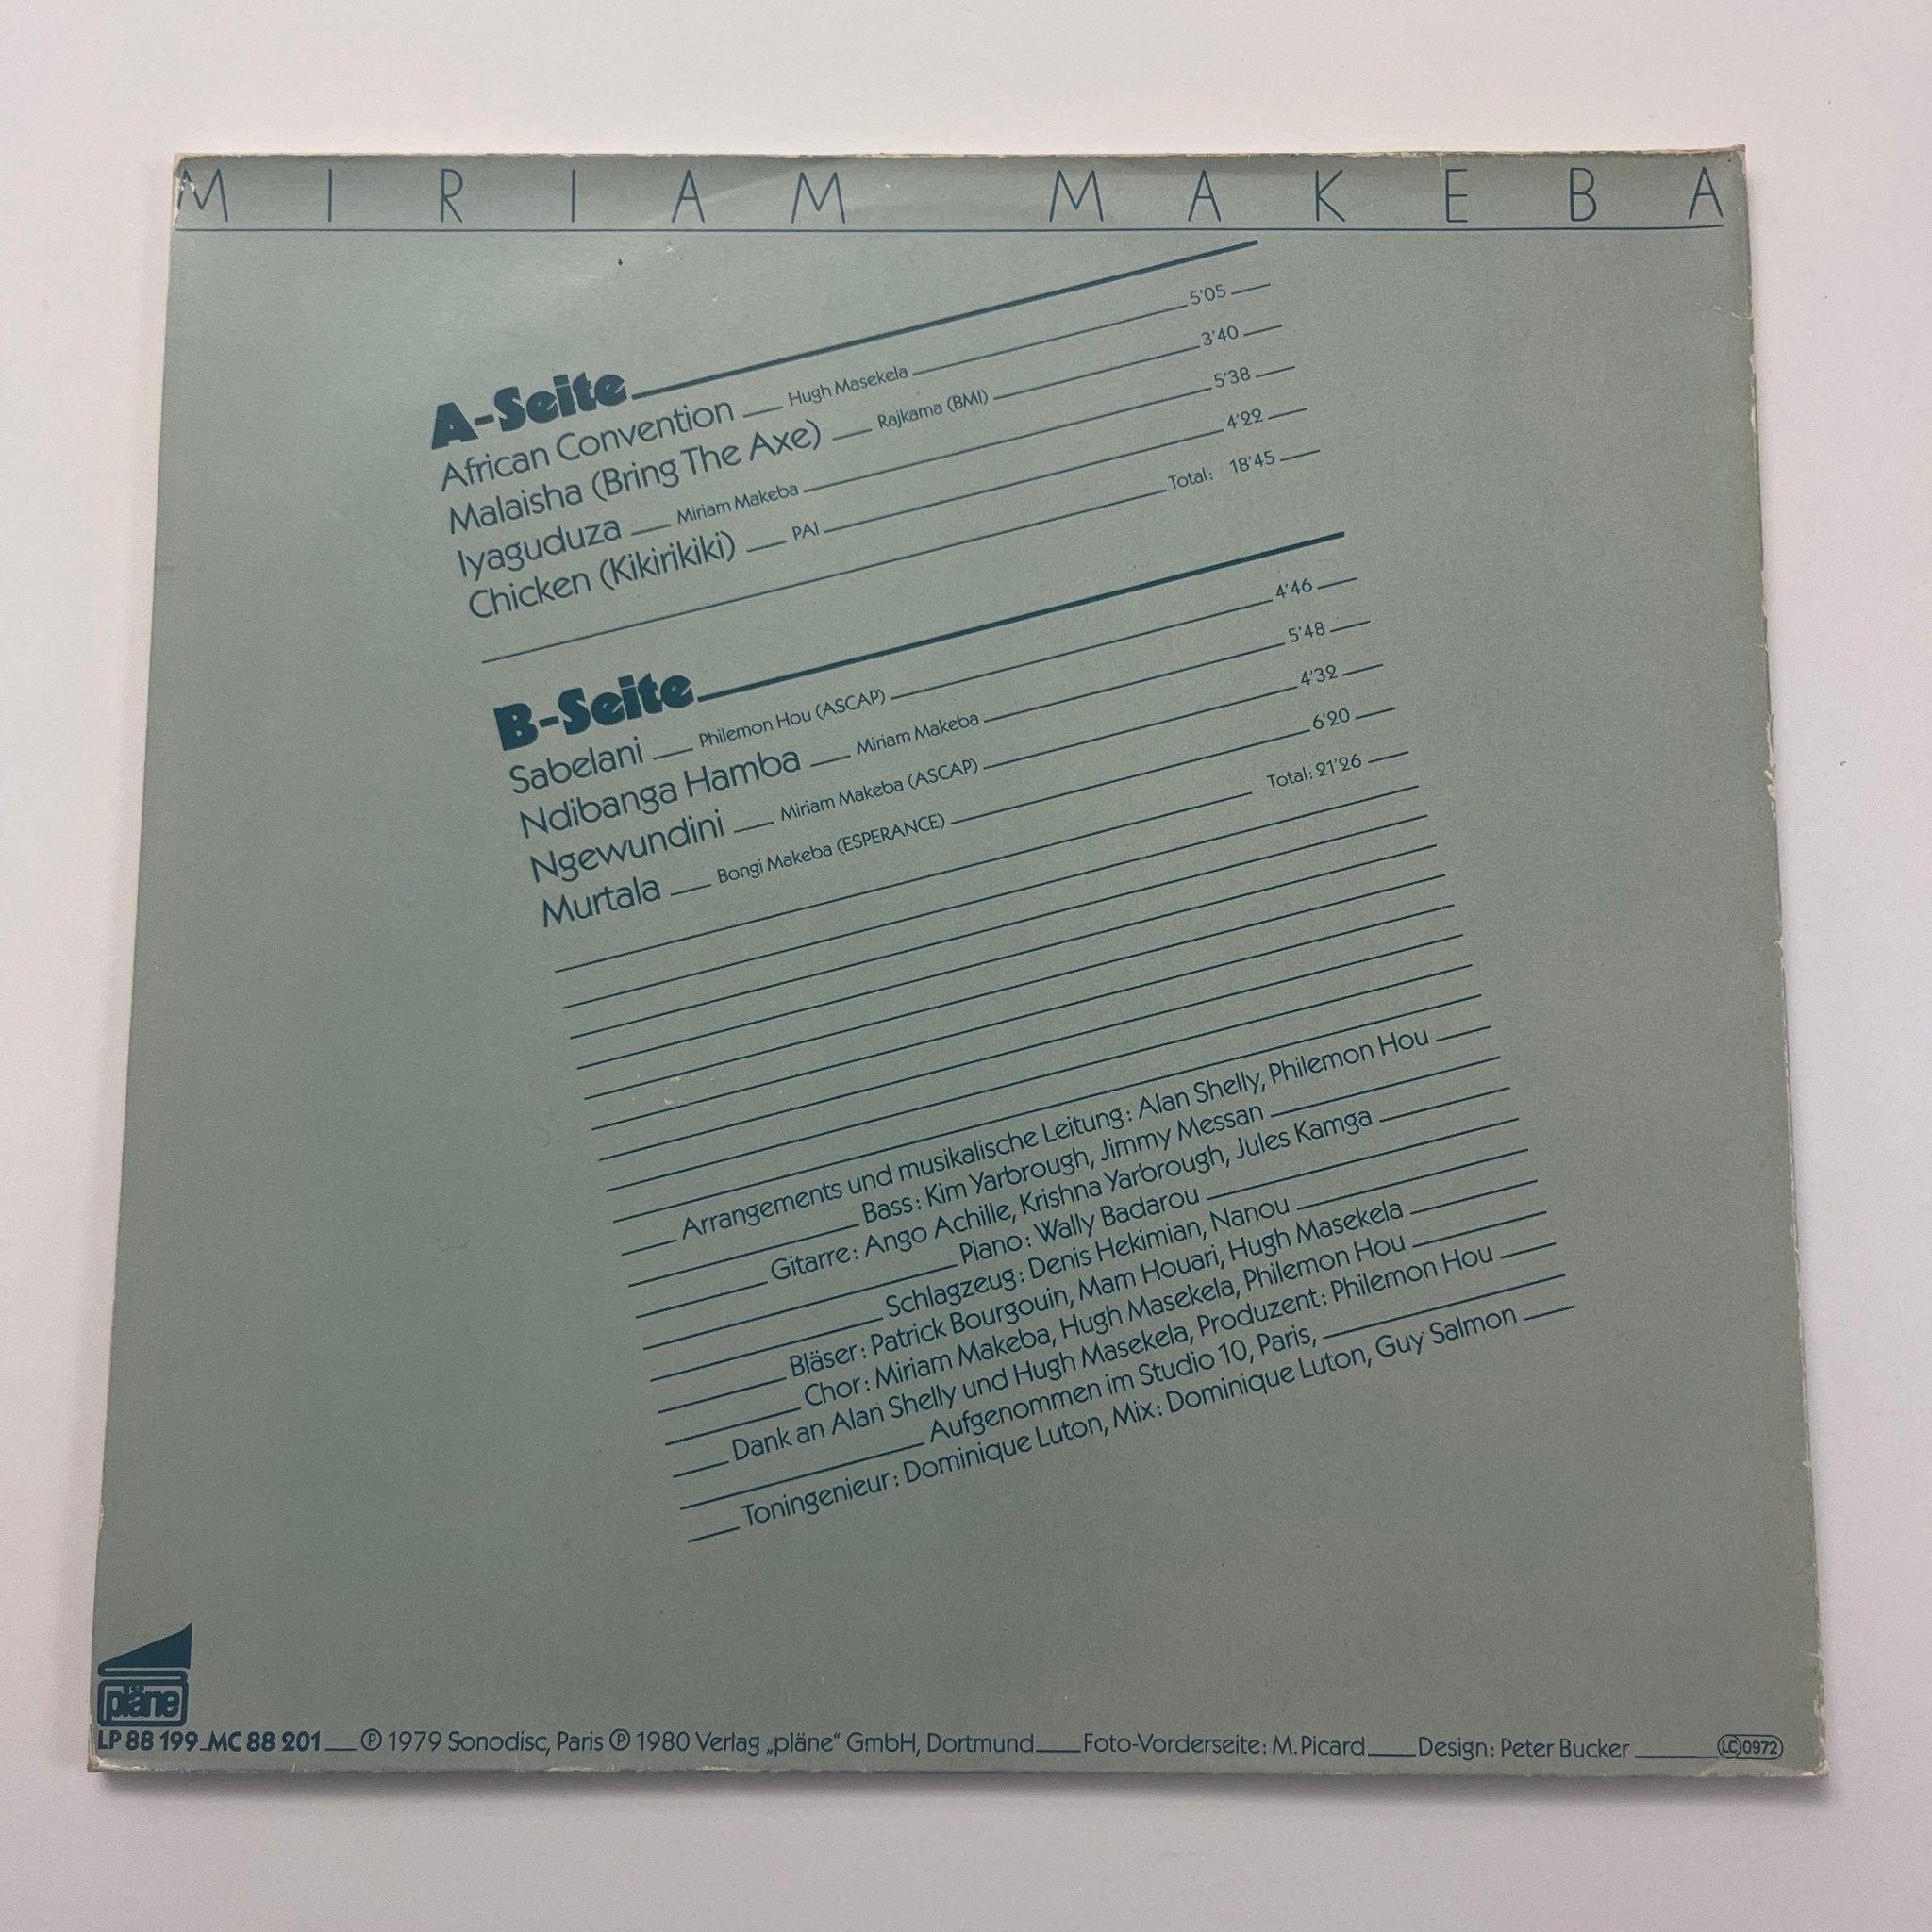 MIRIAM MAKEBA
A-Seite
African Convention Hugh Masekela 5'05
Malaisha (Bring The Axe) Rajkama (BMI) 3'40
Iyaguduza Miriam Makeba 5'38
Chicken (Kikirikiki) PAI 4'22
Total: 18'45
B-Seite
Sabelani Philemon Hou (ASCAP) 4'46
Ndibanga Hamba Miriam Makeba 5'48
Ngewundini Miriam Makeba (ASCAP) 4'32
Murtala Bongi Makeba (ESPERANCE) 6'20
Total: 21'26
Arrangements und musikalische Leitung: Alan Shelly, Philemon Hou
Bass: Kim Yarbrough, Jimmy Messan
Gitarre: Ango Achille, Krishna Yarbrough, Jules Kamga
Piano: Wally Badarou
Schlagzeug: Denis Hekimian, Nanou
Bläser: Patrick Bourgouin, Mam Houari, Hugh Masekela
Chor: Miriam Makeba, Hugh Masekela, Philemon Hou
Dank an Alan Shelly und Hugh Masekela, Produzent: Philemon Hou
Aufgenommen im Studio 10, Paris,
Toningenieur: Dominique Luton, Mix: Dominique Luton, Guy Salmon
pläne
LP 88 199 MC 88 201 ℗ 1979 Sonodisc, Paris ℗ 1980 Verlag „pläne“ GmbH, Dortmund Foto-Vorderseite: M. Picard Design: Peter Bucker LC 0972